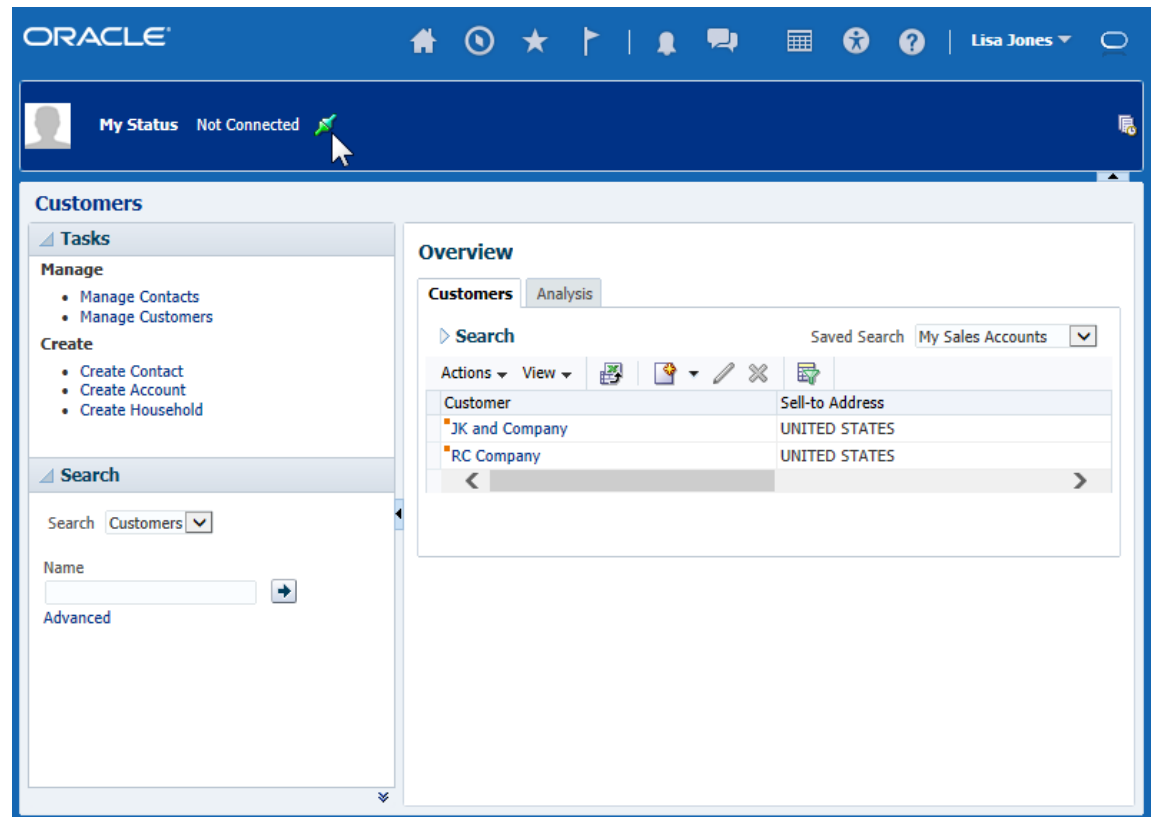 ORACLE
Lisa Jones
My Status Not Connected
Customers
Tasks
Manage
Manage Contacts
Manage Customers
Create
Create Contact
Create Account
Create Household
Search
Search Customers
Name
Advanced
Overview
Customers Analysis
Search Saved Search My Sales Accounts
Actions View
Customer Sell-to Address
JK and Company UNITED STATES
RC Company UNITED STATES